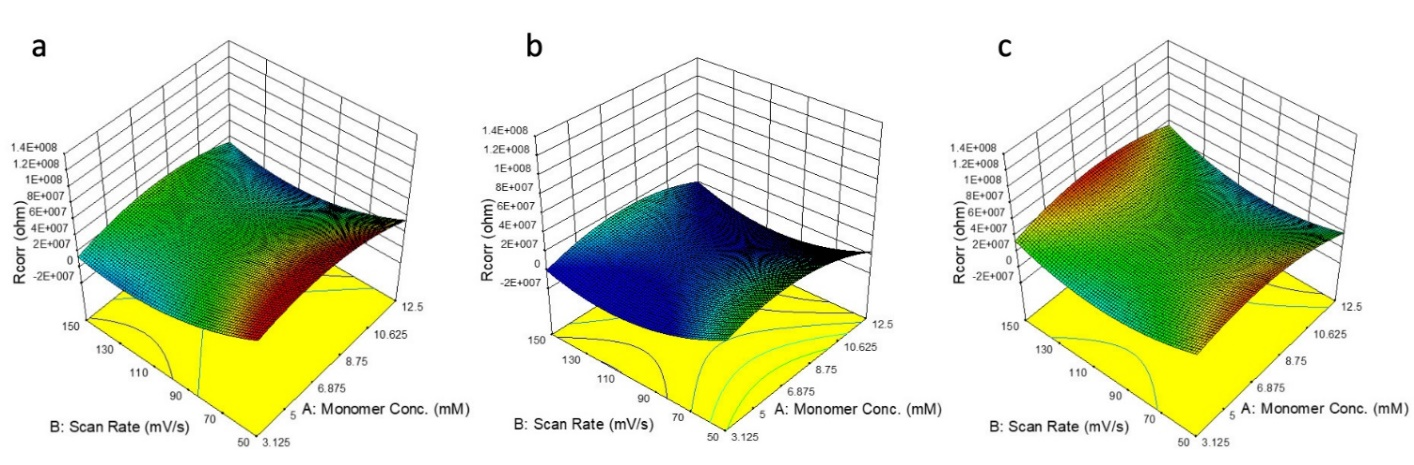 a
1.4E+008
1.2E+008
1E+008
8E+007
6E+007
4E+007
2E+007
0
-2E+007
Rcorr (ohm)
150
130
110
90
70
50
B: Scan Rate (mV/s)
3.125
5
6.875
8.75
10.625
12.5
A: Monomer Conc. (mM)
b
1.4E+008
1.2E+008
1E+008
8E+007
6E+007
4E+007
2E+007
0
-2E+007
Rcorr (ohm)
150
130
110
90
70
50
B: Scan Rate (mV/s)
3.125
5
6.875
8.75
10.625
12.5
A: Monomer Conc. (mM)
c
1.4E+008
1.2E+008
1E+008
8E+007
6E+007
4E+007
2E+007
0
-2E+007
Rcorr (ohm)
150
130
110
90
70
50
B: Scan Rate (mV/s)
3.125
5
6.875
8.75
10.625
12.5
A: Monomer Conc. (mM)